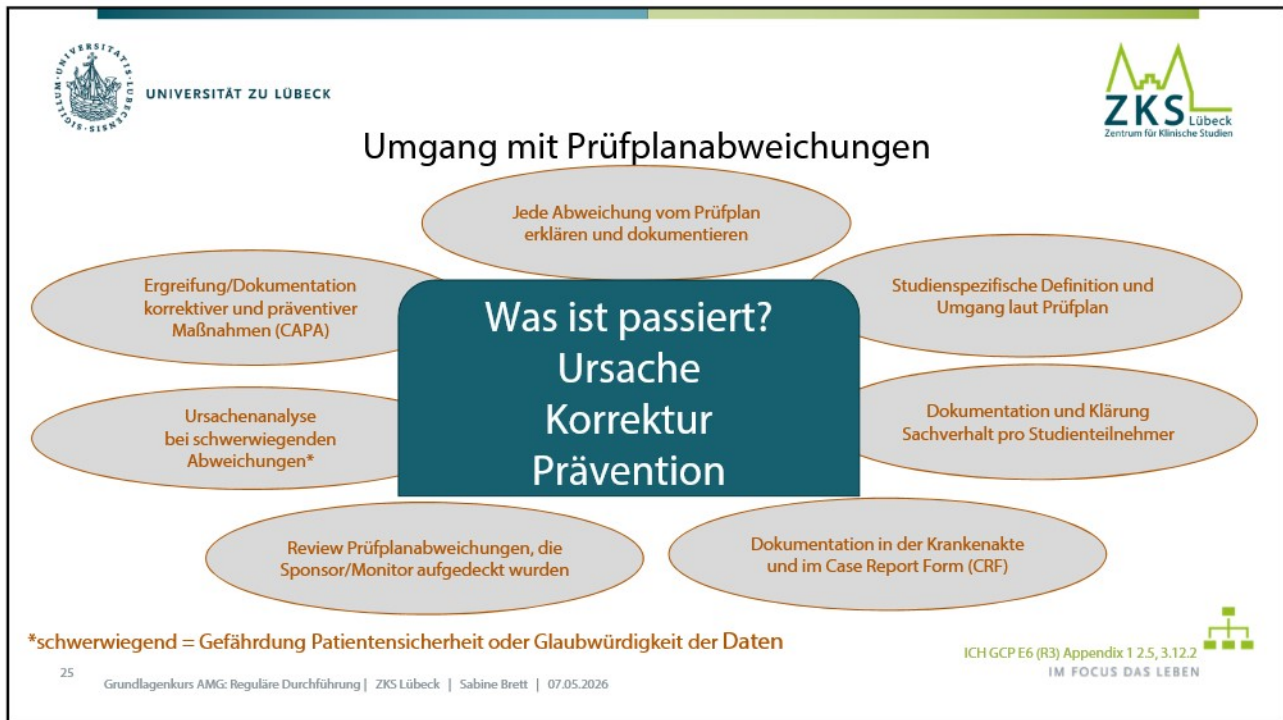 SIGILLUM·UNIVERSITATIS·LUBECENSIS
UNIVERSITÄT ZU LÜBECK
ZKS Lübeck
Zentrum für Klinische Studien
Umgang mit Prüfplanabweichungen
Jede Abweichung vom Prüfplan
erklären und dokumentieren
Ergreifung/Dokumentation
korrektiver und präventiver
Maßnahmen (CAPA)
Studienspezifische Definition und
Umgang laut Prüfplan
Was ist passiert?
Ursache
Korrektur
Prävention
Ursachenanalyse
bei schwerwiegenden
Abweichungen*
Dokumentation und Klärung
Sachverhalt pro Studienteilnehmer
Review Prüfplanabweichungen, die
Sponsor/Monitor aufgedeckt wurden
Dokumentation in der Krankenakte
und im Case Report Form (CRF)
*schwerwiegend = Gefährdung Patientensicherheit oder Glaubwürdigkeit der Daten
ICH GCP E6 (R3) Appendix 1 2.5, 3.12.2
IM FOCUS DAS LEBEN
25
Grundlagenkurs AMG: Reguläre Durchführung | ZKS Lübeck | Sabine Brett | 07.05.2026